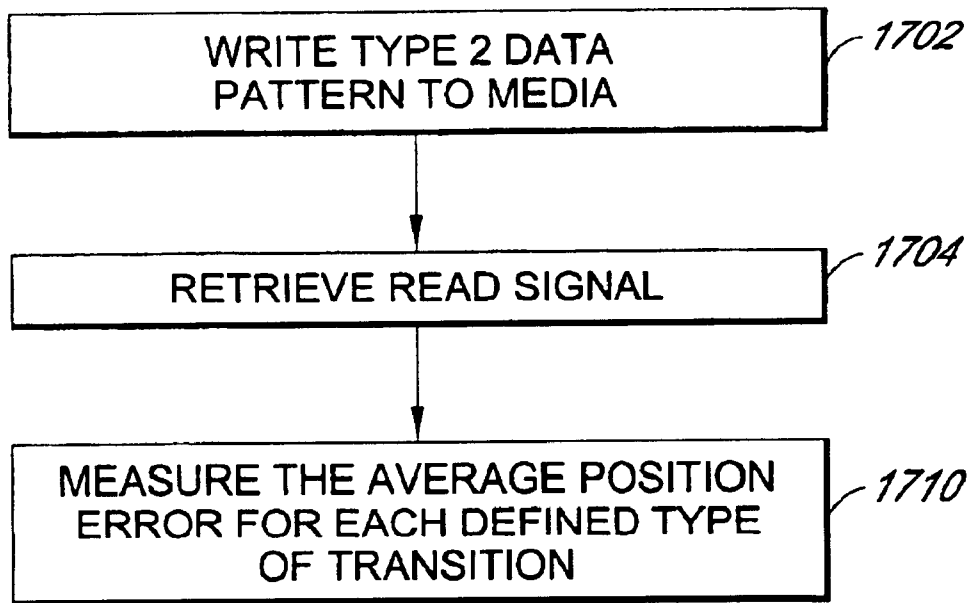 WRITE TYPE 2 DATA
PATTERN TO MEDIA
1702
RETRIEVE READ SIGNAL
1704
MEASURE THE AVERAGE POSITION
ERROR FOR EACH DEFINED TYPE
OF TRANSITION
1710